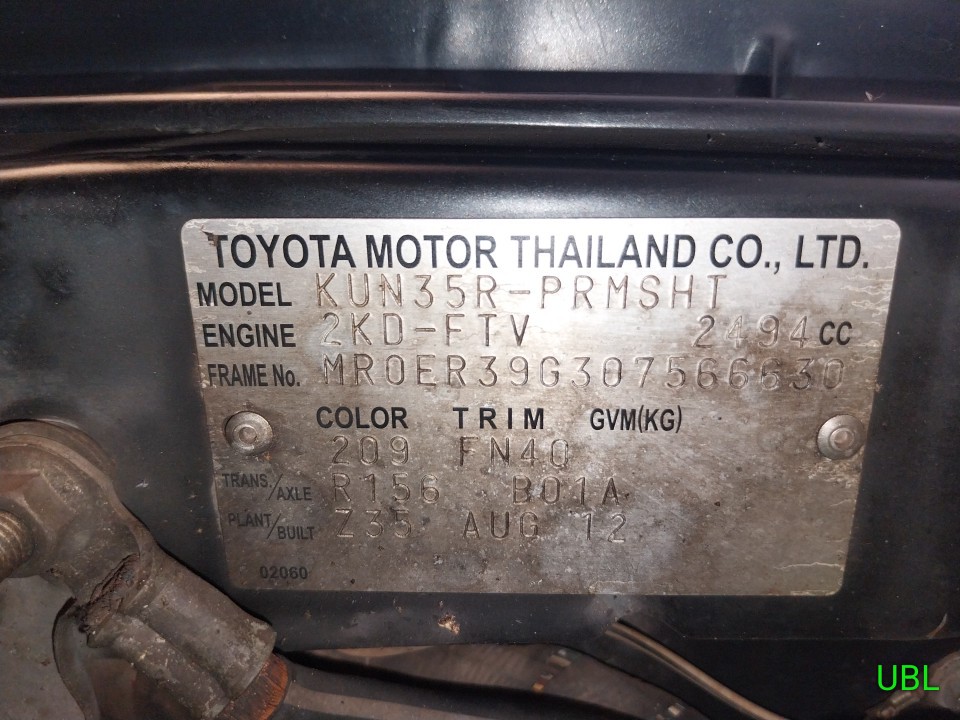 TOYOTA MOTOR THAILAND CO., LTD.
MODEL KUN35R-PRMSHT
ENGINE 2KD-FTV 2494 CC
FRAME No. MR0ER39G307566630
COLOR TRIM GVM(KG)
209 FN40
TRANS./AXLE R156 B01A
PLANT/BUILT Z35 AUG 12
02060
UBL